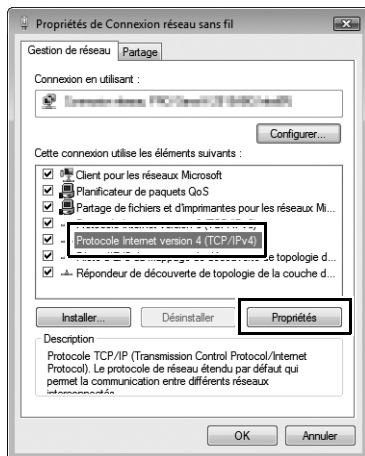 Propriétés de Connexion réseau sans fil
Gestion de réseau
Partage
Connexion en utilisant :
Configurer...
Cette connexion utilise les éléments suivants :
Client pour les réseaux Microsoft
Planificateur de paquets QoS
Partage de fichiers et d'imprimantes pour les réseaux Mi...
Protocole Internet version 4 (TCP/IPv4)
de topologie d...
Répondeur de découverte de topologie de la couche d...
Installer...
Désinstaller
Propriétés
Description
Protocole TCP/IP (Transmission Control Protocol/Internet
Protocol). Le protocole de réseau étendu par défaut qui
permet la communication entre différents réseaux
interconnectés.
OK
Annuler